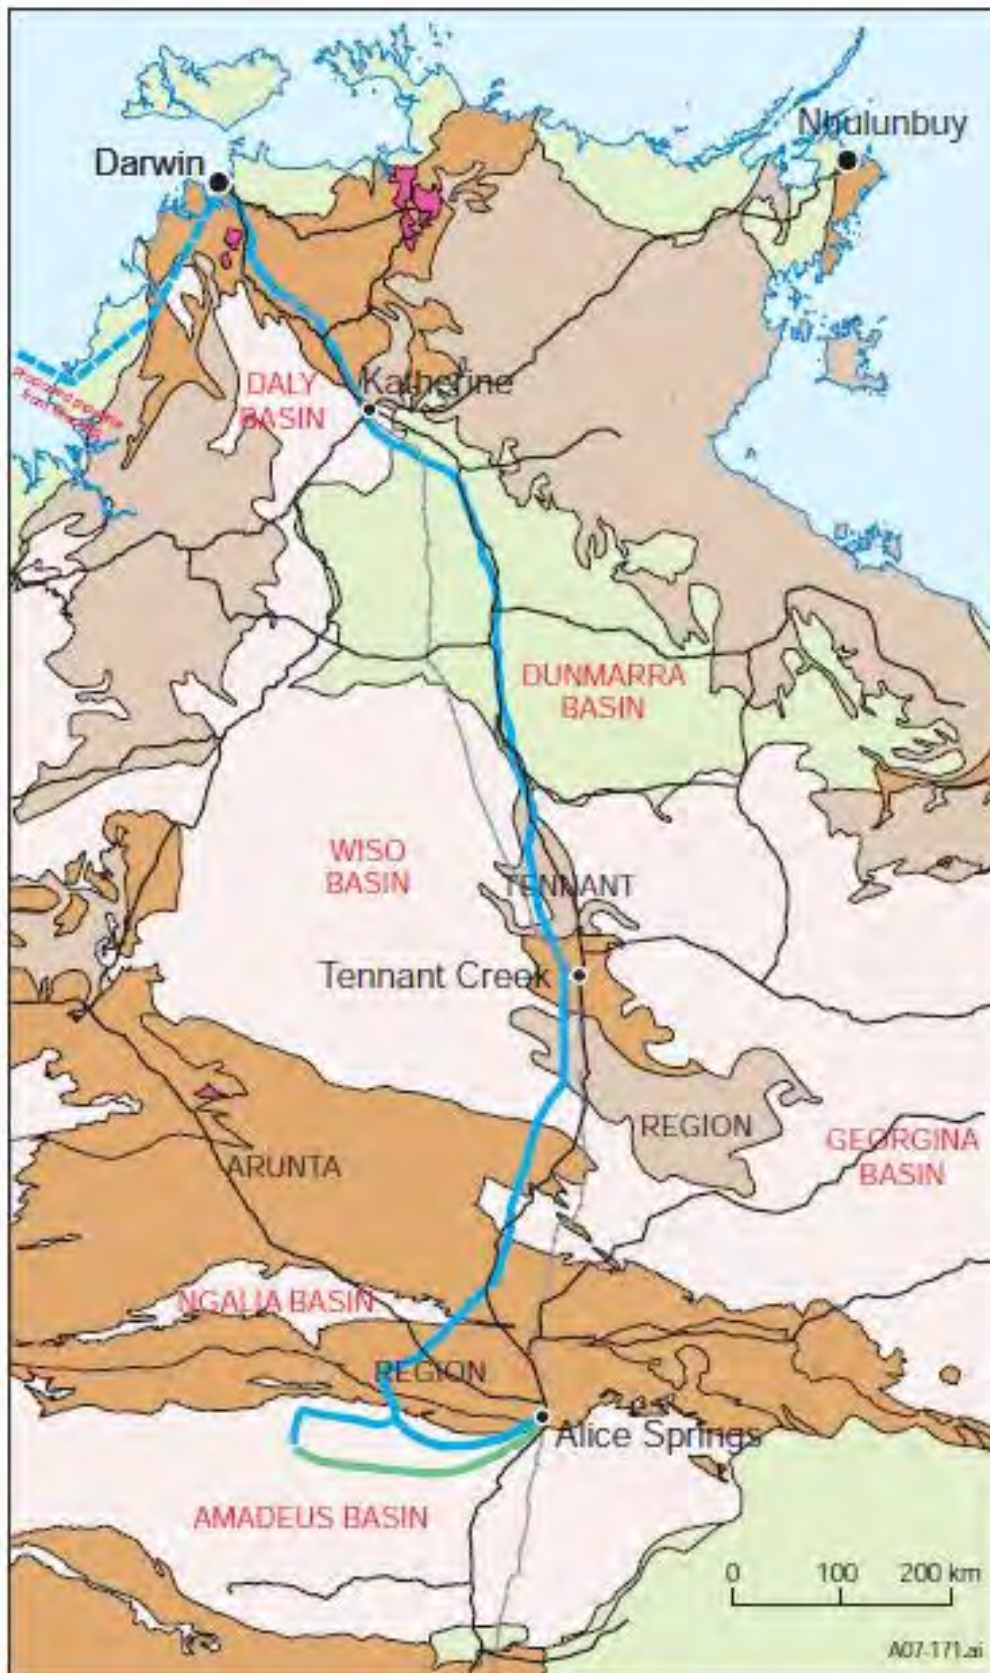 Nhulunbuy
Darwin
Katherine
DALY
BASIN
DUNMARRA
BASIN
WISO
BASIN
TENNANT
Tennant Creek
REGION
GEORGINA
BASIN
ARUNTA
NGALIA BASIN
REGION
Alice Springs
AMADEUS BASIN
0 100 200 km
A07-171.ai